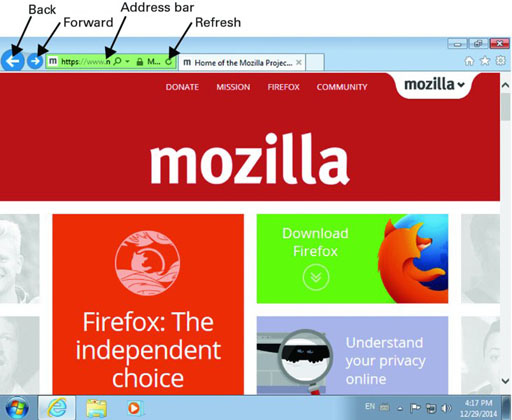 Back
Forward
Address bar
Refresh
m https://www.n M...
m Home of the Mozilla Projec...
DONATE MISSION FIREFOX COMMUNITY
mozilla
mozilla
Download
Firefox
Firefox: The
independent
choice
Understand
your privacy
online
EN
4:17 PM
12/29/2014